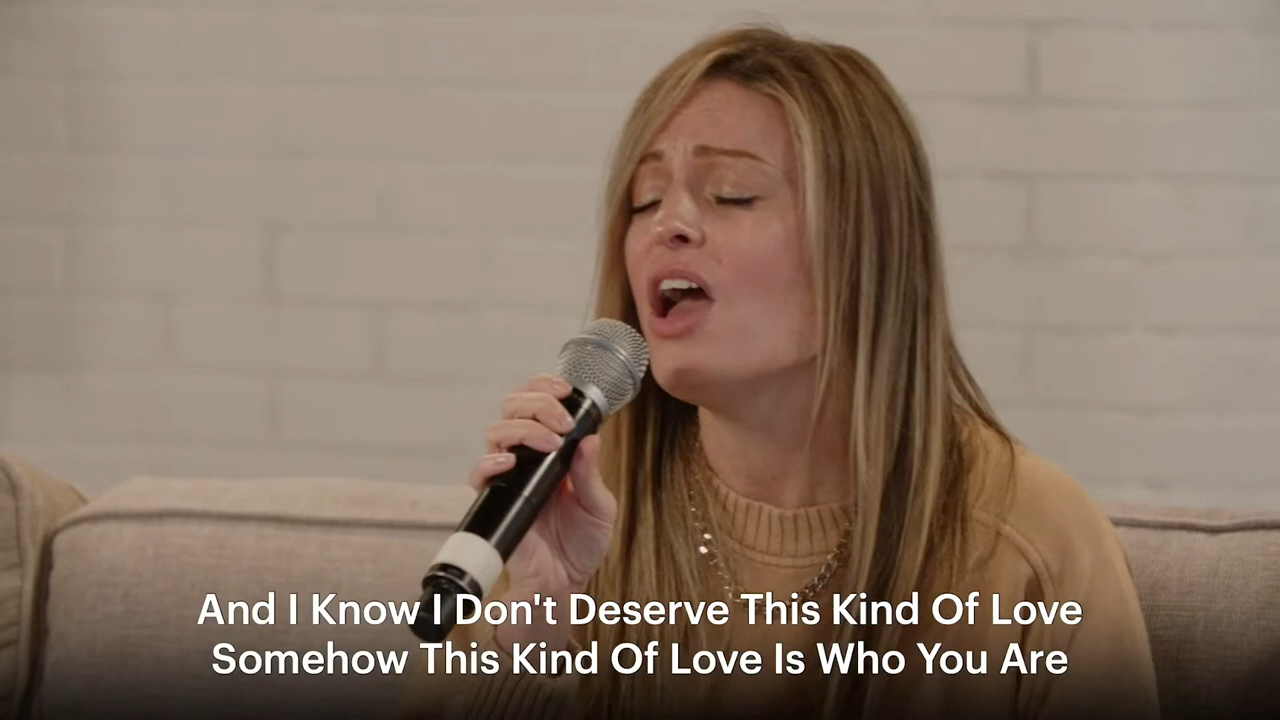 And I Know I Don't Deserve This Kind Of Love
Somehow This Kind Of Love Is Who You Are